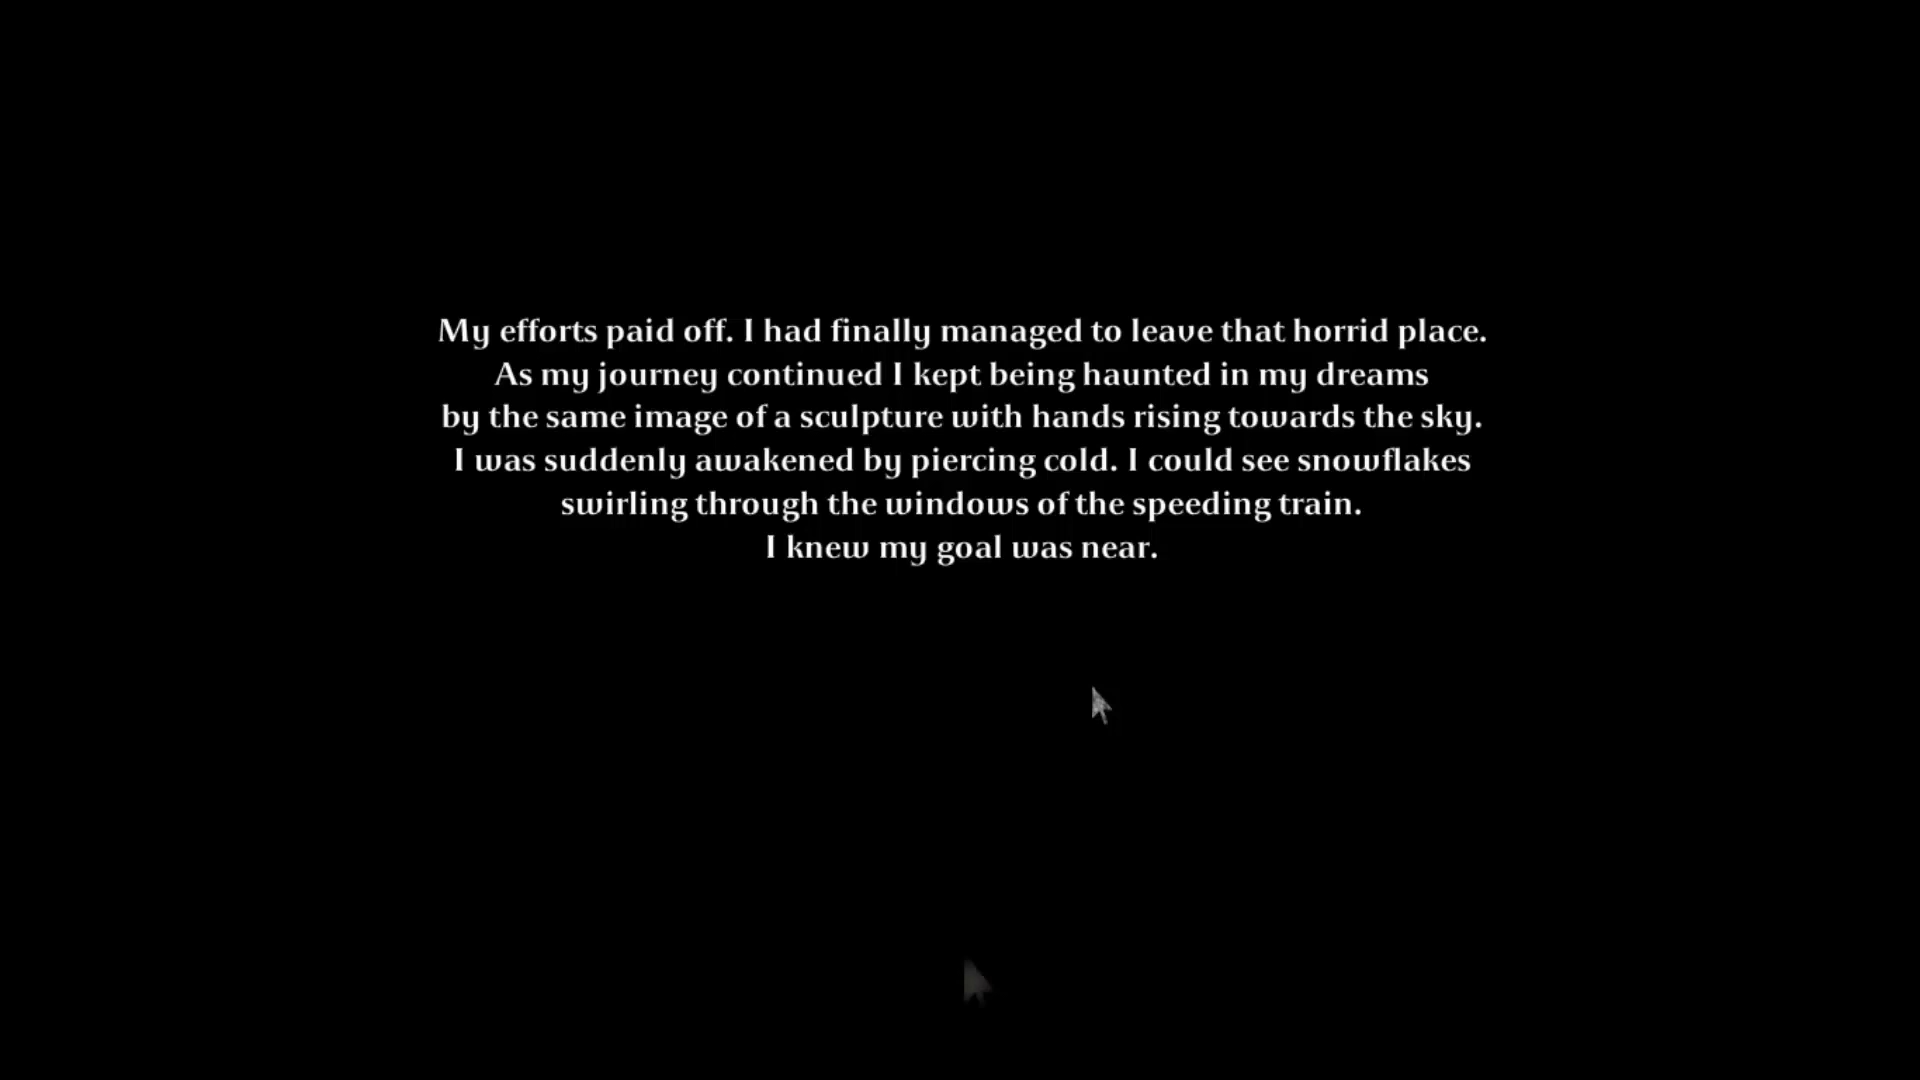 My efforts paid off. I had finally managed to leave that horrid place.
As my journey continued I kept being haunted in my dreams
by the same image of a sculpture with hands rising towards the sky.
I was suddenly awakened by piercing cold. I could see snowflakes
swirling through the windows of the speeding train.
I knew my goal was near.